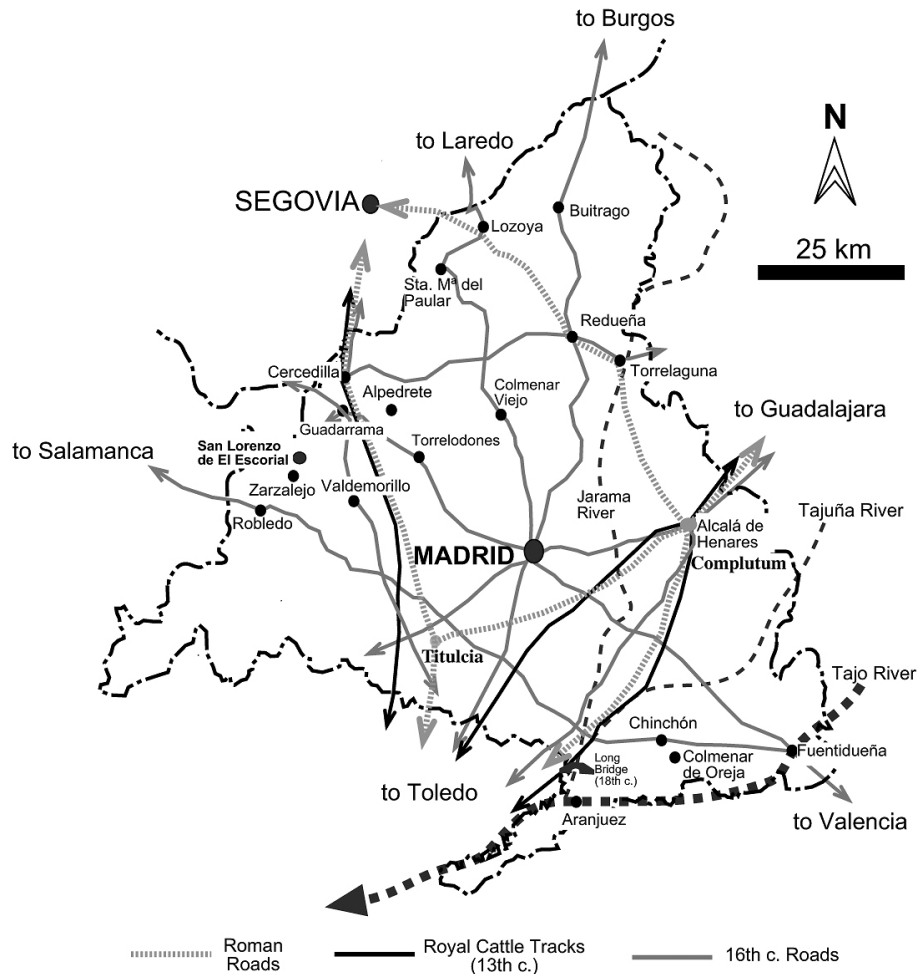 to Burgos
N
to Laredo
25 km
SEGOVIA
Buitrago
Lozoya
Sta. Mª del
Paular
Redueña
Cercedilla
Torrelaguna
Alpedrete
Colmenar
Viejo
to Guadalajara
Guadarrama
to Salamanca
San Lorenzo
de El Escorial
Torrelodones
Zarzalejo
Valdemorillo
Robledo
Jarama
River
Tajuña River
Alcalá de
Henares
MADRID
Complutum
Titulcia
Tajo River
Chinchón
Long
Bridge
(18th c.)
Colmenar
de Oreja
Fuentidueña
to Toledo
Aranjuez
to Valencia
Roman
Roads
Royal Cattle Tracks
(13th c.)
16th c. Roads